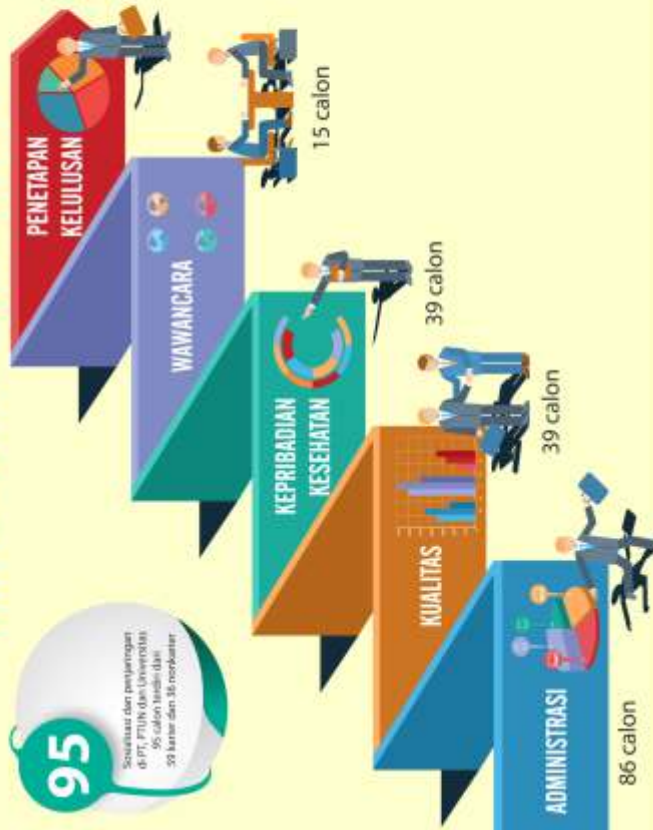 95
Sosialisasi dan penjaringan
di PT, PTUN dan Universitas
95 calon terdiri dari
59 karier dan 36 nonkarier
ADMINISTRASI
86 calon
KUALITAS
39 calon
KEPRIBADIAN
KESEHATAN
39 calon
WAWANCARA
15 calon
PENETAPAN
KELULUSAN